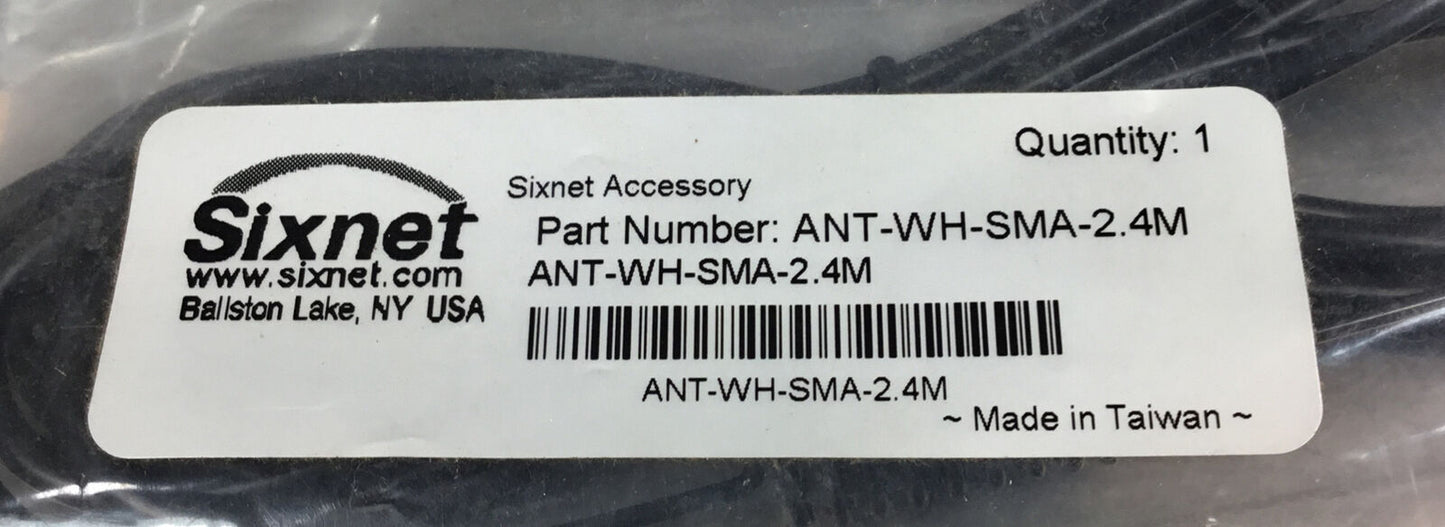 Quantity: 1
Sixnet
www.sixnet.com
Ballston Lake, NY USA
Sixnet Accessory
Part Number: ANT-WH-SMA-2.4M
ANT-WH-SMA-2.4M
ANT-WH-SMA-2.4M
~ Made in Taiwan ~